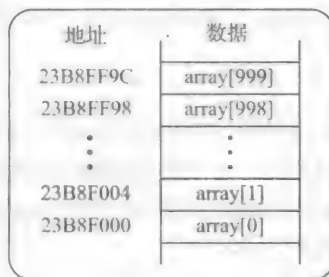 地址 数据
23B8FF9C array[999]
23B8FF98 array[998]
23B8F004 array[1]
23B8F000 array[0]